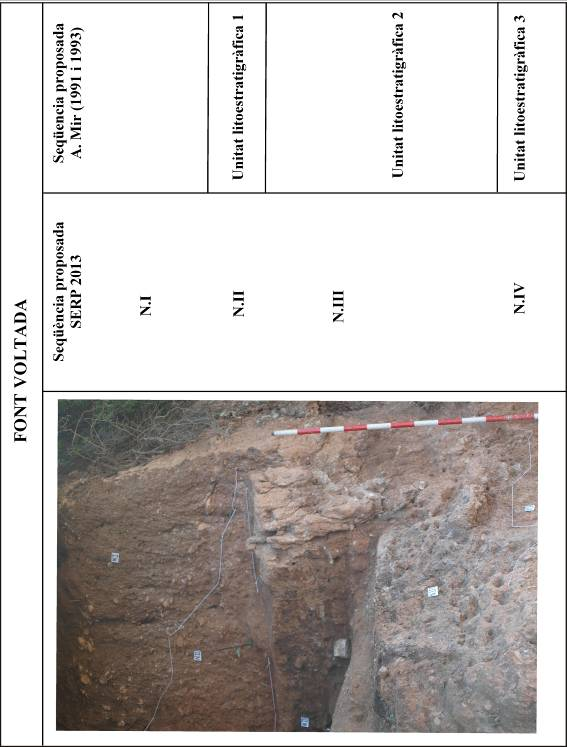 FONT VOLTADA
Seqüència proposada
SERP 2013
Seqüencia proposada
A. Mir (1991 i 1993)
N.I
N.II
Unitat litoestratigràfica 1
N.III
Unitat litoestratigràfica 2
N.IV
Unitat litoestratigràfica 3